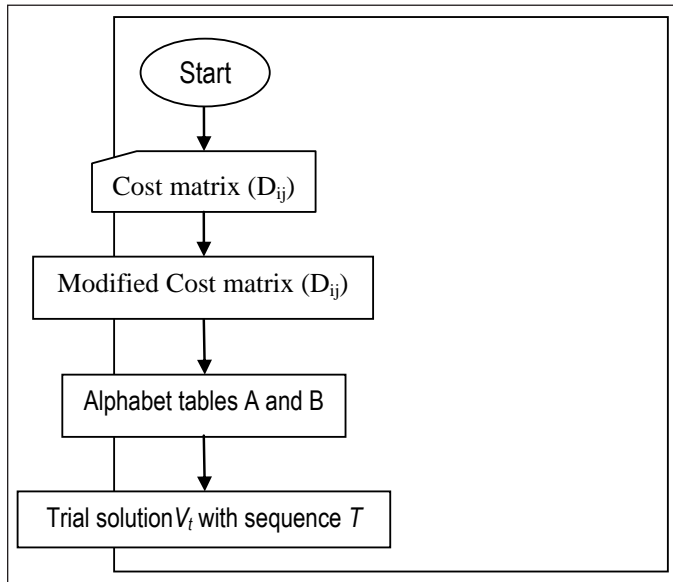 Start
Cost matrix (Dij)
Modified Cost matrix (Dij)
Alphabet tables A and B
Trial solution Vt with sequence T